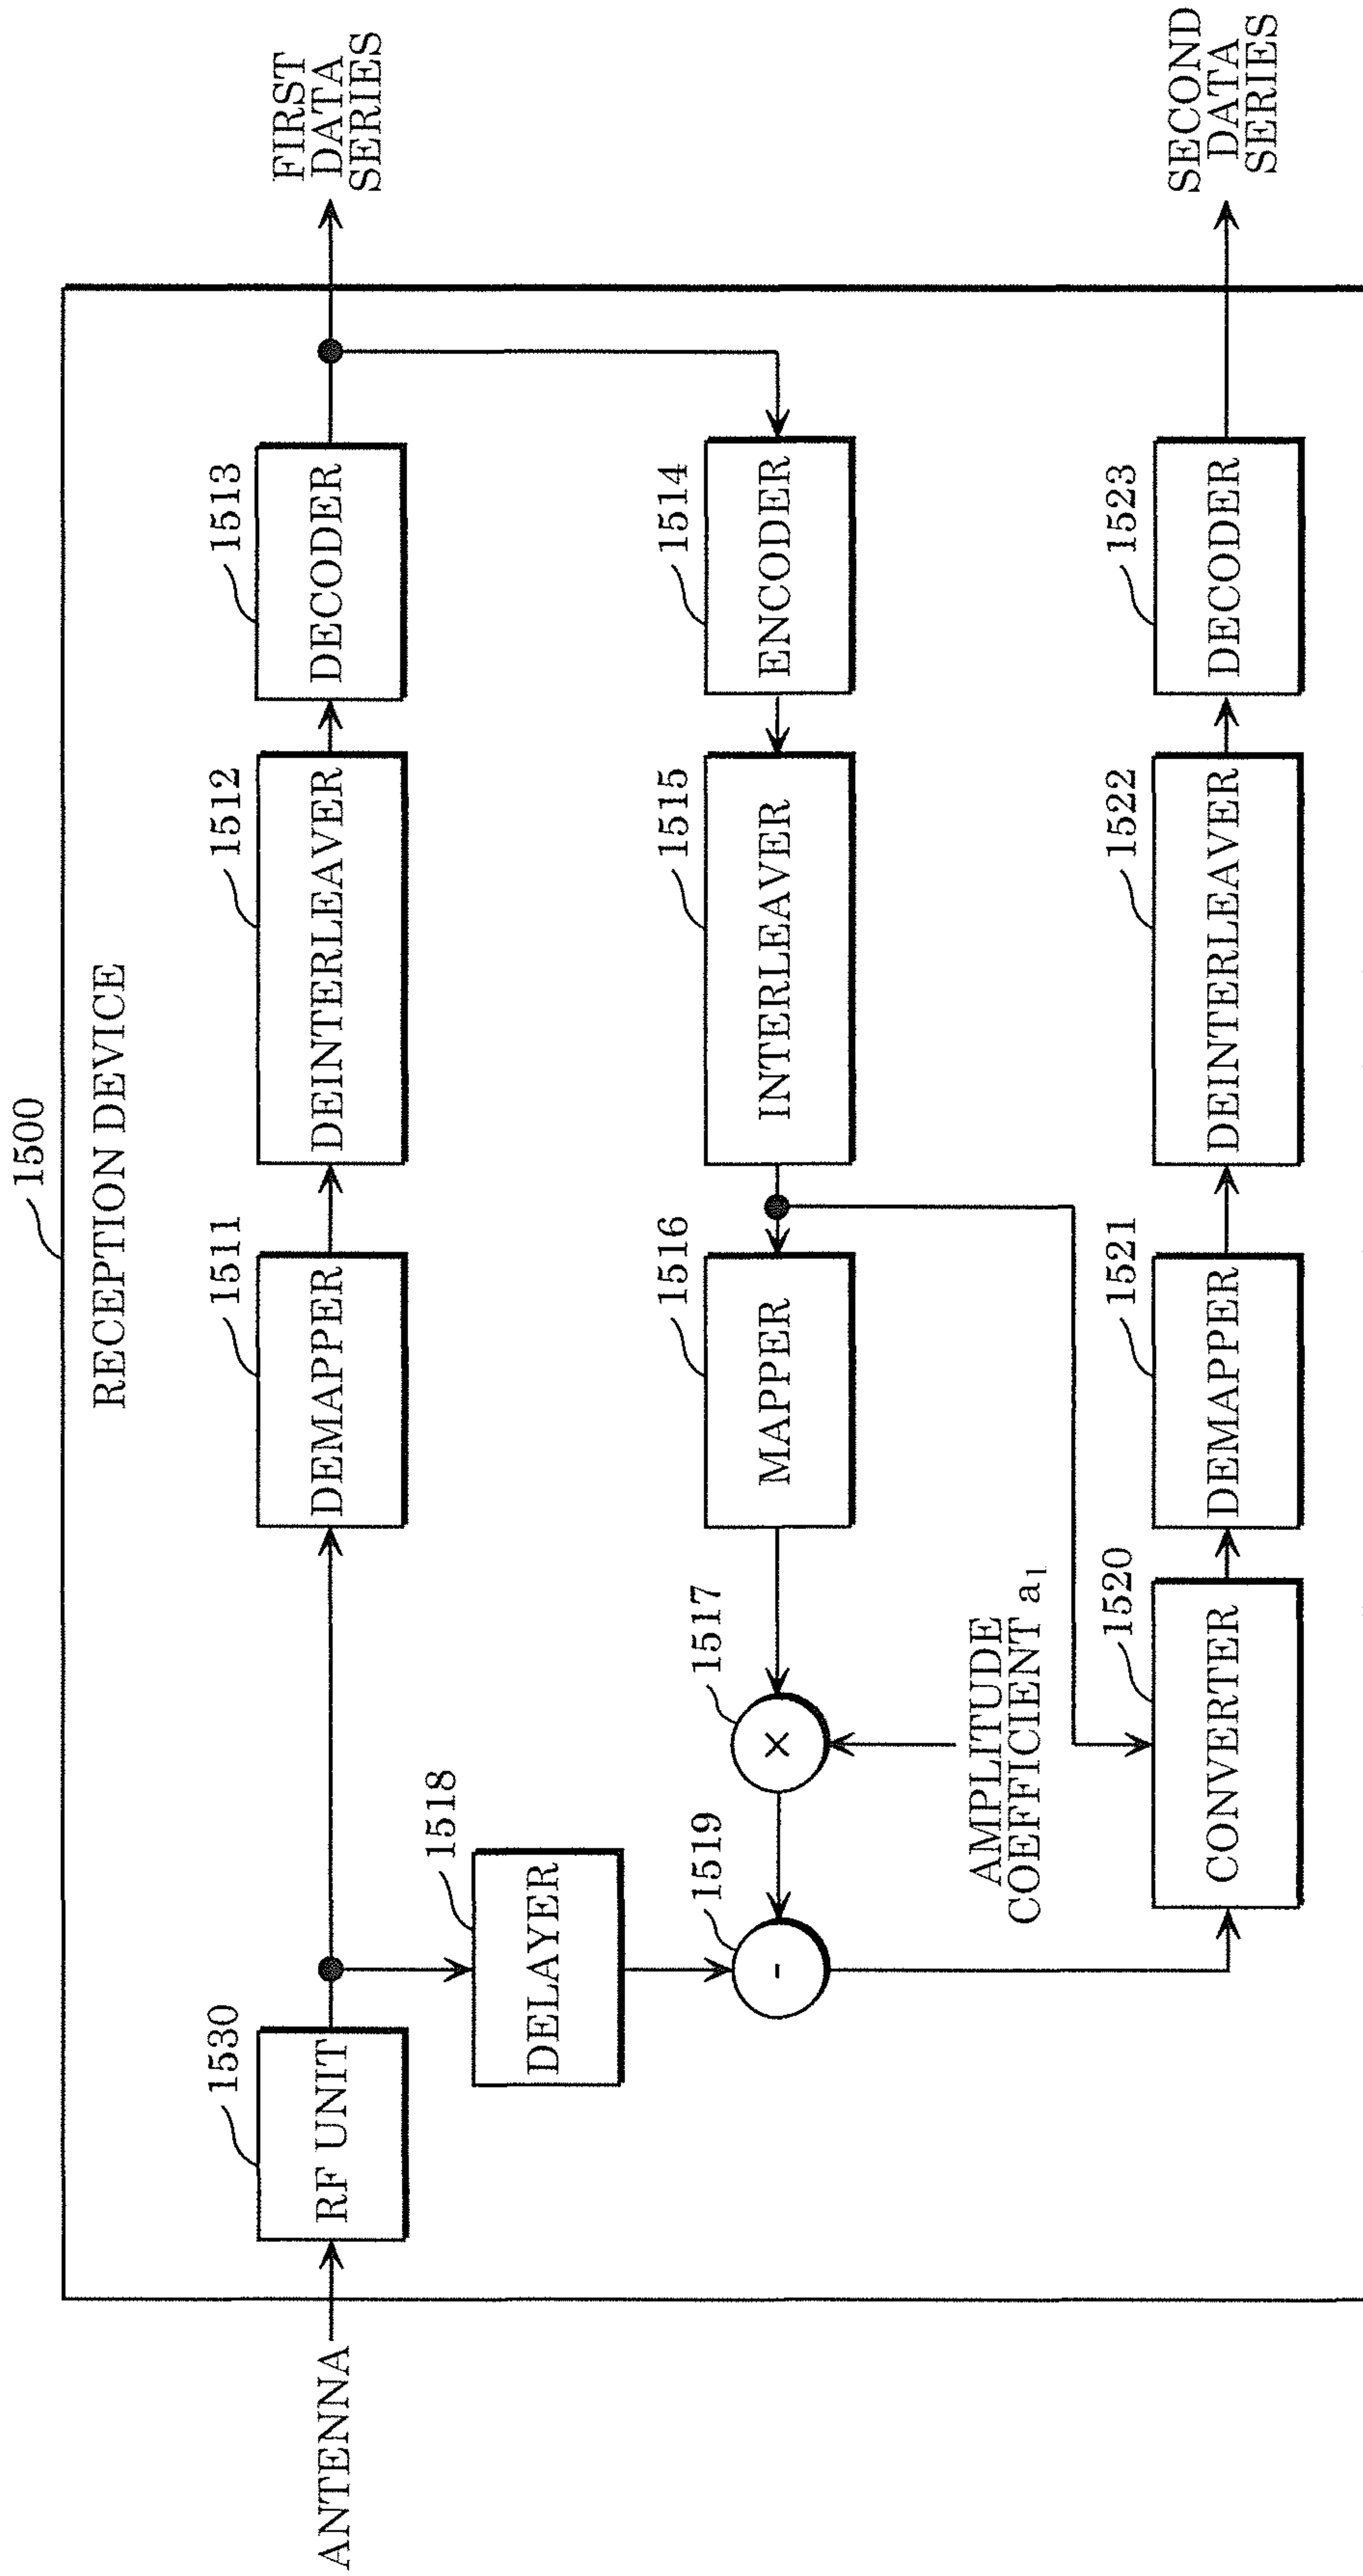 1500
RECEPTION DEVICE
ANTENNA
1530
RF UNIT
1511
DEMAPPER
1512
DEINTERLEAVER
1513
DECODER
FIRST
DATA
SERIES
1518
DELAYER
1519
-
1517
×
1516
MAPPER
1515
INTERLEAVER
1514
ENCODER
AMPLITUDE
COEFFICIENT a1
1520
CONVERTER
1521
DEMAPPER
1522
DEINTERLEAVER
1523
DECODER
SECOND
DATA
SERIES